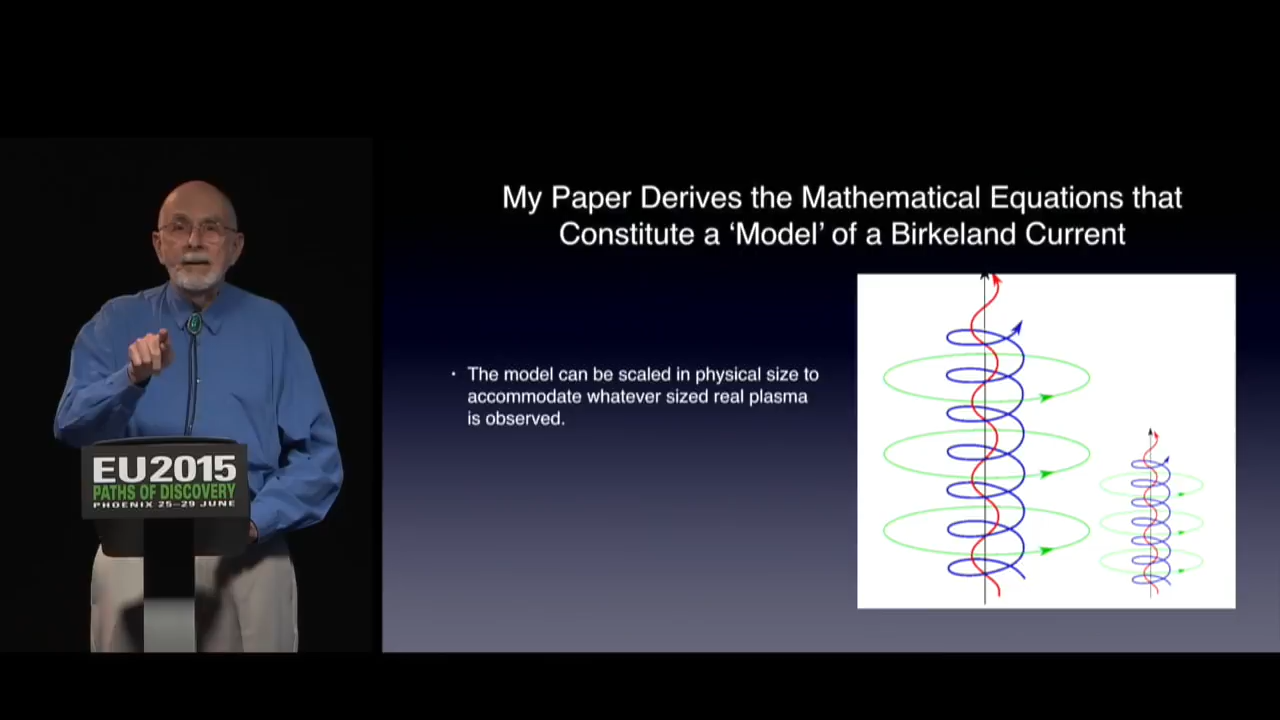 My Paper Derives the Mathematical Equations that
Constitute a ‘Model’ of a Birkeland Current
· The model can be scaled in physical size to
accommodate whatever sized real plasma
is observed.
EU2015
PATHS OF DISCOVERY
PHOENIX 25–29 JUNE